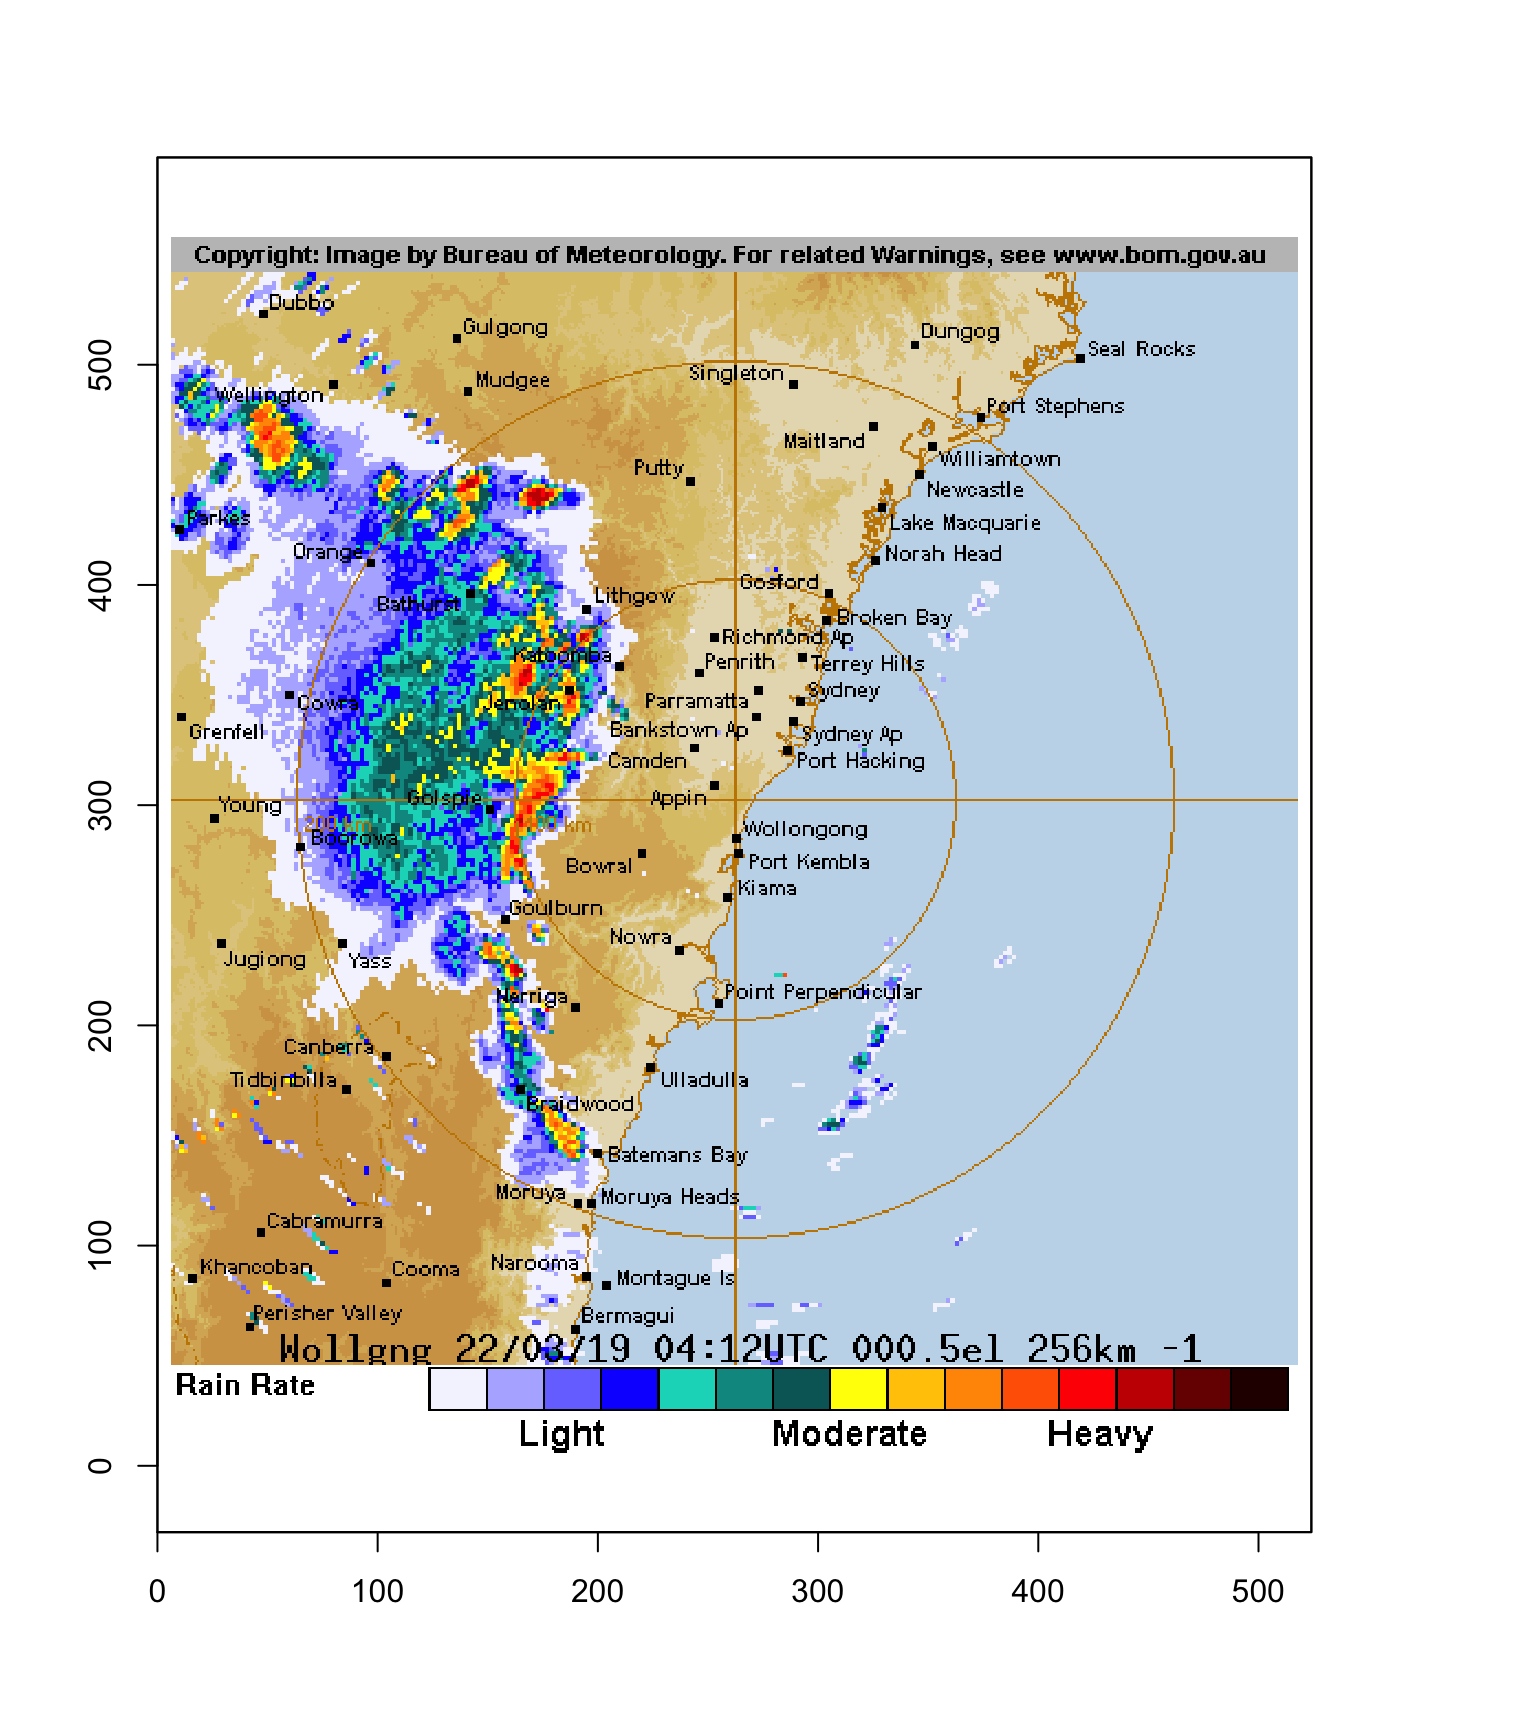 Copyright: Image by Bureau of Meteorology. For related Warnings, see www.bom.gov.au
Dubbo
Gulgong
Dungog
Seal Rocks
500
Singleton
Mudgee
Wellington
Port Stephens
Maitland
Williamtown
Putty
Newcastle
Parkes
Lake Macquarie
Orange
Norah Head
400
Gosford
Lithgow
Bathurst
Broken Bay
Richmond Ap
Katoomba
Penrith
Terrey Hills
Sydney
Cowra
Jenolan
Parramatta
Grenfell
Bankstown Ap
Sydney Ap
Camden
Port Hacking
300
Young
Golspie
Appin
200 km
km
Wollongong
Boorowa
Bowral
Port Kembla
Kiama
Goulburn
Nowra
Jugiong
Yass
Nerriga
Point Perpendicular
200
Canberra
Tidbinbilla
Ulladulla
Braidwood
Batemans Bay
Moruya
Moruya Heads
Cabramurra
100
Khancoban
Cooma
Narooma
Montague Is
Perisher Valley
Bermagui
Wollgng 22/03/19 04:12UTC 000.5el 256km -1
Rain Rate
Light
Moderate
Heavy
0
0
100
200
300
400
500